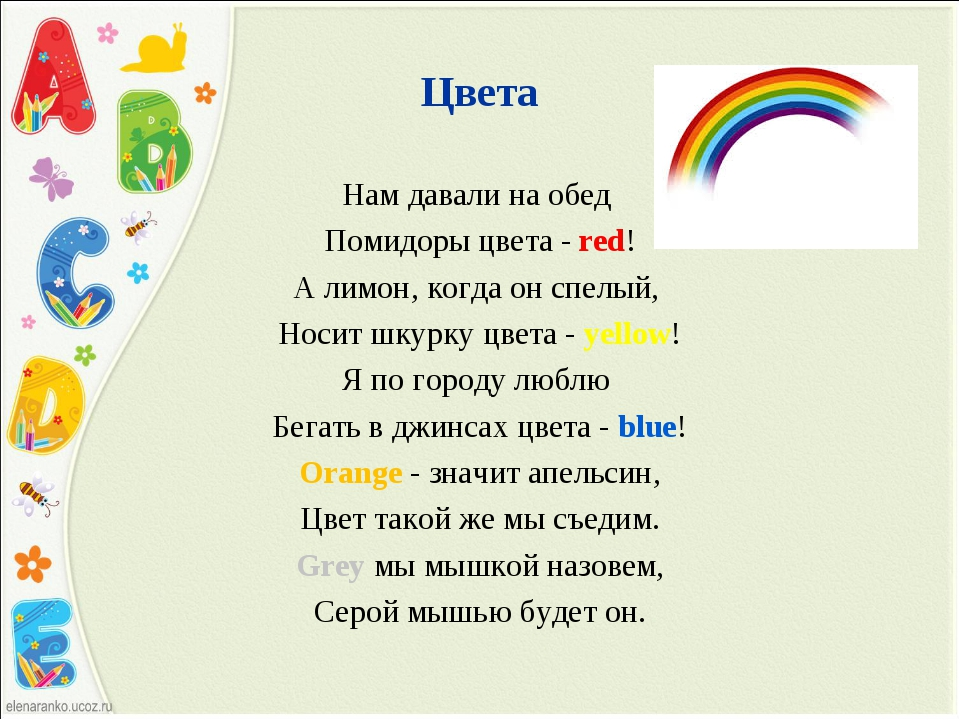 Цвета
Нам давали на обед
Помидоры цвета - red!
А лимон, когда он спелый,
Носит шкурку цвета - yellow!
Я по городу люблю
Бегать в джинсах цвета - blue!
Orange - значит апельсин,
Цвет такой же мы съедим.
Grey мы мышкой назовем,
Серой мышью будет он.
A
B
C
D
E
elenaranko.ucoz.ru